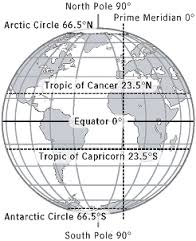 North Pole 90°
Prime Meridian 0°
Arctic Circle 66.5°N
Tropic of Cancer 23.5°N
Equator 0°
Tropic of Capricorn 23.5°S
Antarctic Circle 66.5°S
South Pole 90°